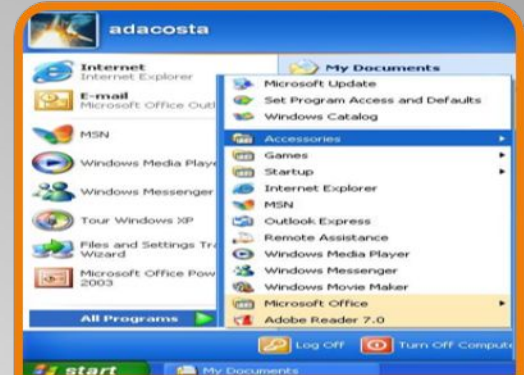 adacosta
Internet
Internet Explorer
E-mail
Microsoft Office Outl
MSN
Windows Media Playe
Windows Messenger
Tour Windows XP
Files and Settings Tra
Wizard
Microsoft Office Pow
2003
All Programs
My Documents
Microsoft Update
Set Program Access and Defaults
Windows Catalog
Accessories
Games
Startup
Internet Explorer
MSN
Outlook Express
Remote Assistance
Windows Media Player
Windows Messenger
Windows Movie Maker
Microsoft Office
Adobe Reader 7.0
Log Off
Turn Off Compute
start
My Documents